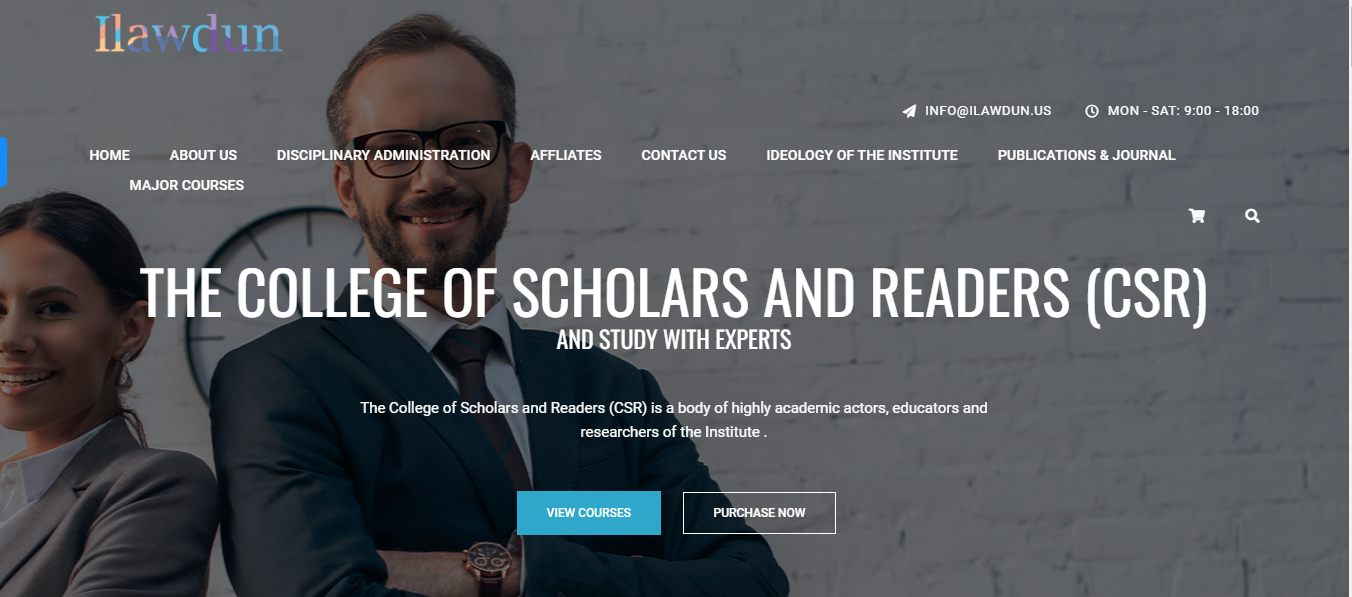 Ilawdun
INFO@ILAWDUN.US
MON - SAT: 9:00 - 18:00
HOME
ABOUT US
DISCIPLINARY ADMINISTRATION
AFFLIATES
CONTACT US
IDEOLOGY OF THE INSTITUTE
PUBLICATIONS & JOURNAL
MAJOR COURSES
THE COLLEGE OF SCHOLARS AND READERS (CSR)
AND STUDY WITH EXPERTS
The College of Scholars and Readers (CSR) is a body of highly academic actors, educators and
researchers of the Institute .
VIEW COURSES
PURCHASE NOW